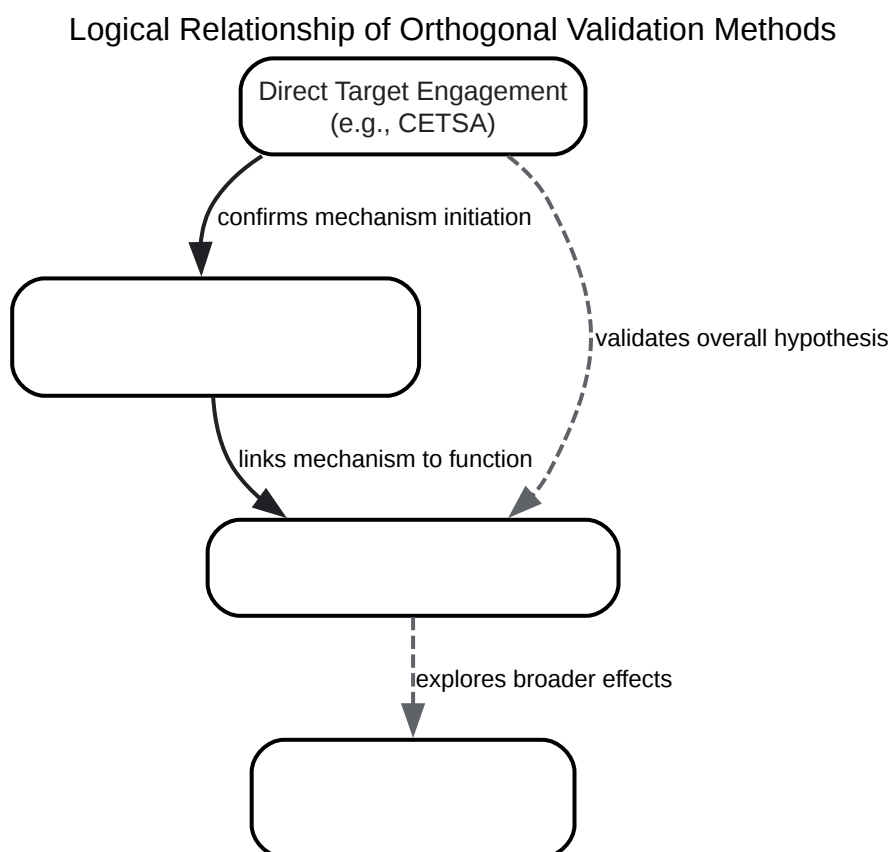 Logical Relationship of Orthogonal Validation Methods
Direct Target Engagement
(e.g., CETSA)
confirms mechanism initiation
validates overall hypothesis
links mechanism to function
explores broader effects